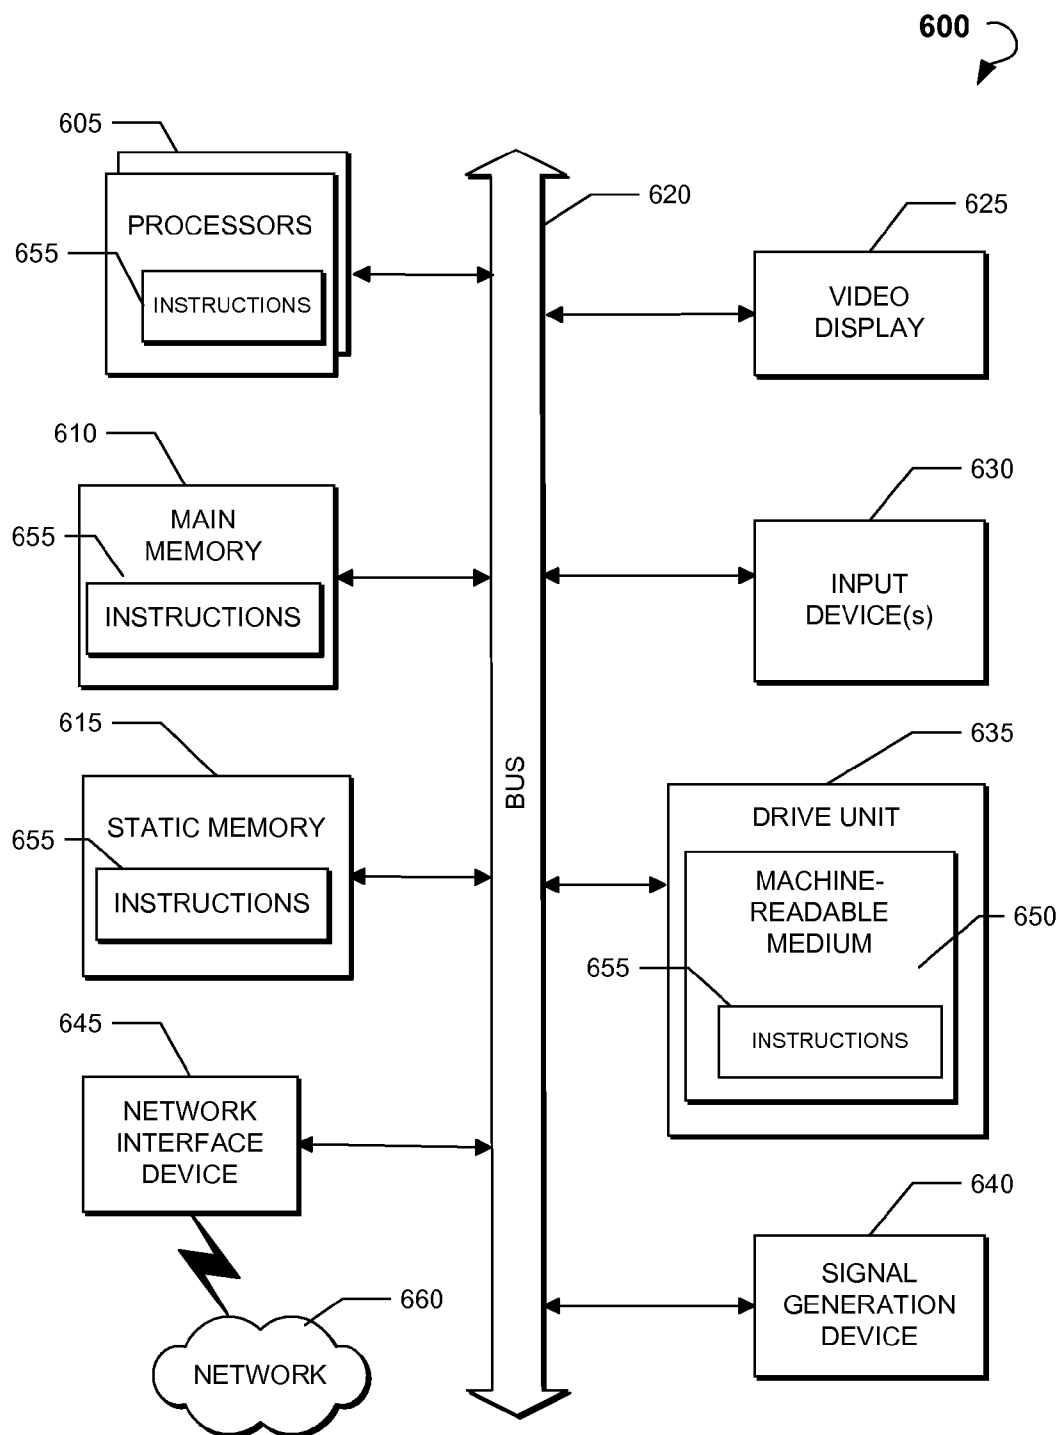 600
605
PROCESSORS
655
INSTRUCTIONS
610
MAIN
MEMORY
655
INSTRUCTIONS
615
STATIC MEMORY
655
INSTRUCTIONS
645
NETWORK
INTERFACE
DEVICE
660
NETWORK
620
BUS
625
VIDEO
DISPLAY
630
INPUT
DEVICE(s)
635
DRIVE UNIT
MACHINE-
READABLE
MEDIUM
650
655
INSTRUCTIONS
640
SIGNAL
GENERATION
DEVICE